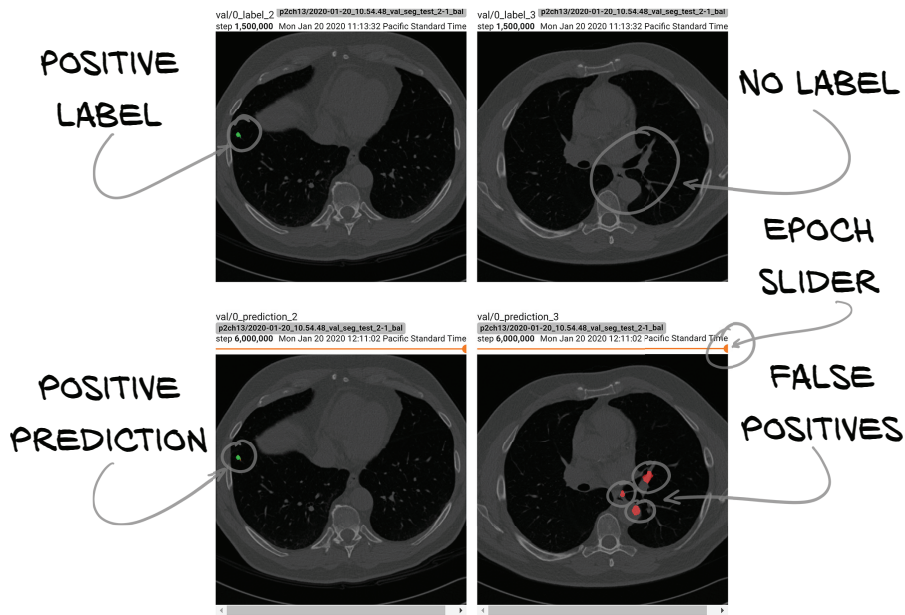 val/0_label_2 p2ch13/2020-01-20_10.54.48_val_seg_test_2-1_bal
step 1,500,000 Mon Jan 20 2020 11:13:32 Pacific Standard Time
val/0_label_3 p2ch13/2020-01-20_10.54.48_val_seg_test_2-1_bal
step 1,500,000 Mon Jan 20 2020 11:13:32 Pacific Standard Time
POSITIVE
LABEL
NO LABEL
EPOCH
SLIDER
val/0_prediction_2
p2ch13/2020-01-20_10.54.48_val_seg_test_2-1_bal
step 6,000,000 Mon Jan 20 2020 12:11:02 Pacific Standard Time
val/0_prediction_3
p2ch13/2020-01-20_10.54.48_val_seg_test_2-1_bal
step 6,000,000 Mon Jan 20 2020 12:11:02 Pacific Standard Time
POSITIVE
PREDICTION
FALSE
POSITIVES